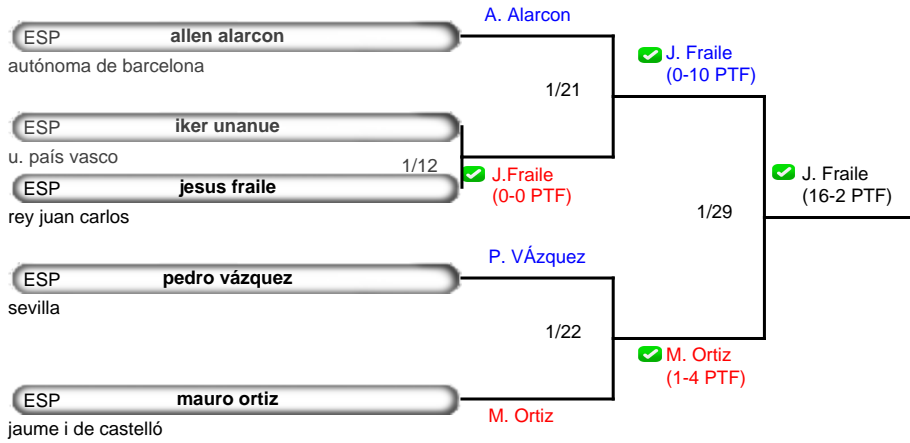 A. Alarcon
ESP allen alarcon
autónoma de barcelona
J. Fraile
(0-10 PTF)
1/21
ESP iker unanue
u. país vasco
1/12
J.Fraile
(0-0 PTF)
ESP jesus fraile
rey juan carlos
J. Fraile
(16-2 PTF)
1/29
P. VÁzquez
ESP pedro vázquez
sevilla
1/22
M. Ortiz
(1-4 PTF)
ESP mauro ortiz
M. Ortiz
jaume i de castelló